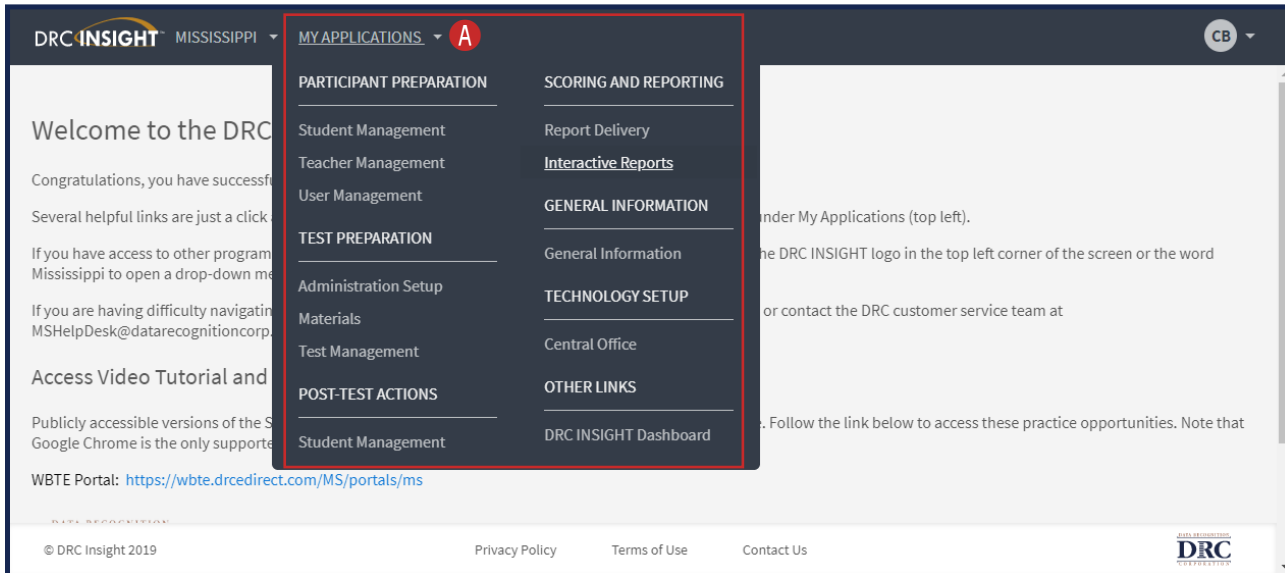 DRC INSIGHT MISSISSIPPI MY APPLICATIONS A CB
PARTICIPANT PREPARATION
Student Management
Teacher Management
User Management
TEST PREPARATION
Administration Setup
Materials
Test Management
POST-TEST ACTIONS
Student Management
SCORING AND REPORTING
Report Delivery
Interactive Reports
GENERAL INFORMATION
General Information
TECHNOLOGY SETUP
Central Office
OTHER LINKS
DRC INSIGHT Dashboard
Welcome to the DRC
Congratulations, you have successfu
Several helpful links are just a click under My Applications (top left).
If you have access to other program he DRC INSIGHT logo in the top left corner of the screen or the word
Mississippi to open a drop-down me
If you are having difficulty navigatin or contact the DRC customer service team at
MSHelpDesk@datarecognitioncorp.
Access Video Tutorial and
Publicly accessible versions of the S . Follow the link below to access these practice opportunities. Note that
Google Chrome is the only supporte
WBTE Portal: https://wbte.drcedirect.com/MS/portals/ms
DATA RECOGNITION
© DRC Insight 2019 Privacy Policy Terms of Use Contact Us
DATA RECOGNITION
DRC
CORPORATION